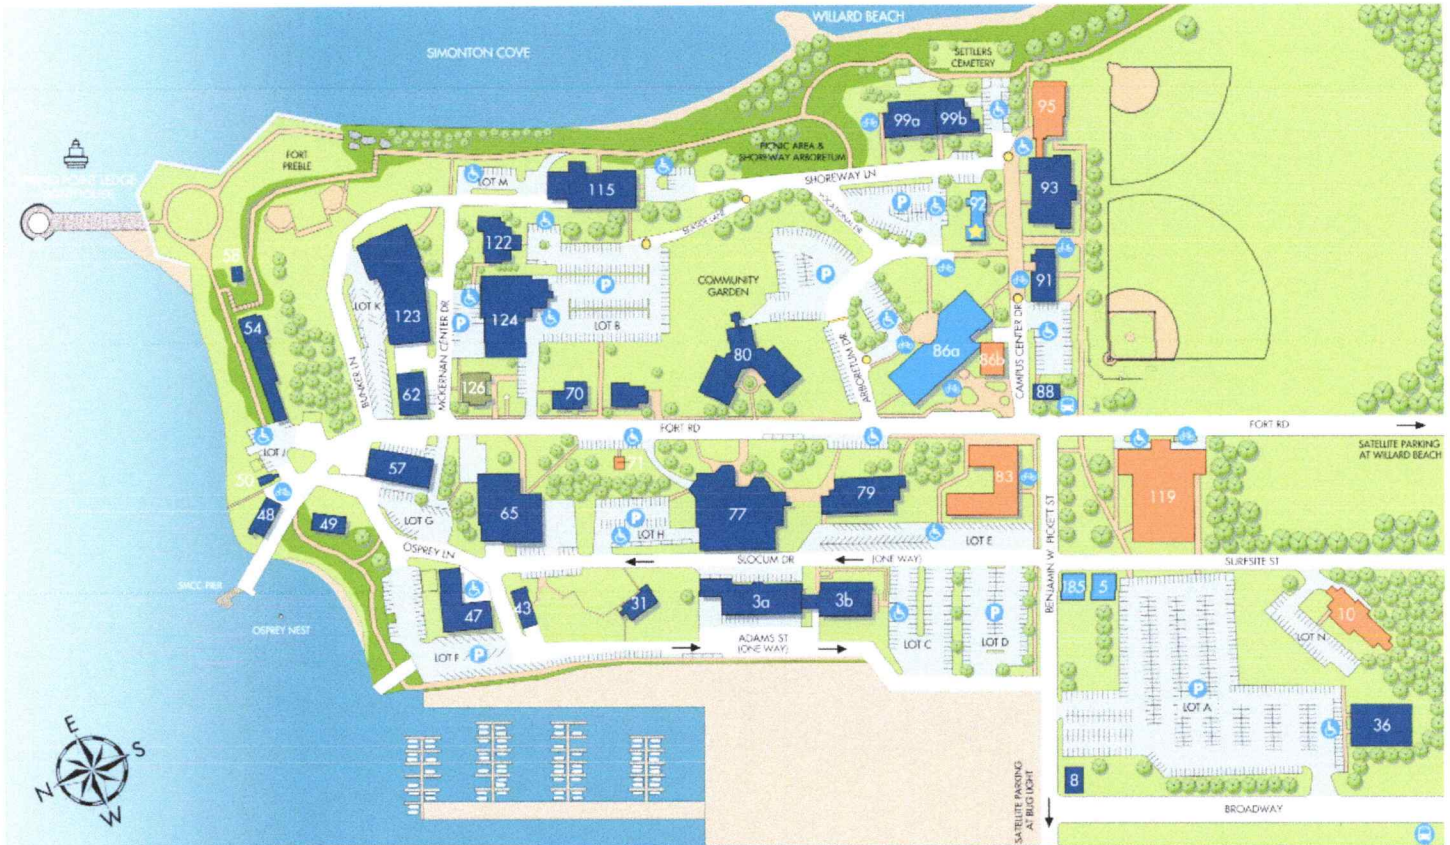 WILLARD BEACH
SIMONTON COVE
SETTLERS
CEMETERY
95
99a
99b
FORT
PREBLE
PICNIC AREA &
SHOREWAY ARBORETUM
LOT M
115
SHOREWAY LN
93
P
92
VOCATIONAL DR
SEASIDE LANE
122
58
P
COMMUNITY
GARDEN
P
91
LOT K
123
MCKERNAN CENTER DR
P
124
LOT B
54
80
ARBORETUM DR
86a
86b
CAMPUS CENTER DR
BUNKER LN
62
126
70
88
FORT RD
FORT RD
SATELLITE PARKING
AT WILLARD BEACH
LOT J
57
71
50
65
77
79
83
119
48
49
LOT G
P
LOT H
LOT E
BENJAMIN W. PICKETT ST
OSPREY LN
SLOCUM DR
(ONE WAY)
SURFSITE ST
SMCC PIER
OSPREY NEST
47
43
31
3a
3b
P
185
5
10
LOT N
LOT F
P
ADAMS ST
(ONE WAY)
LOT C
LOT D
P
LOT A
36
E
S
N
W
8
SATELLITE PARKING
AT BUG LIGHT
BROADWAY